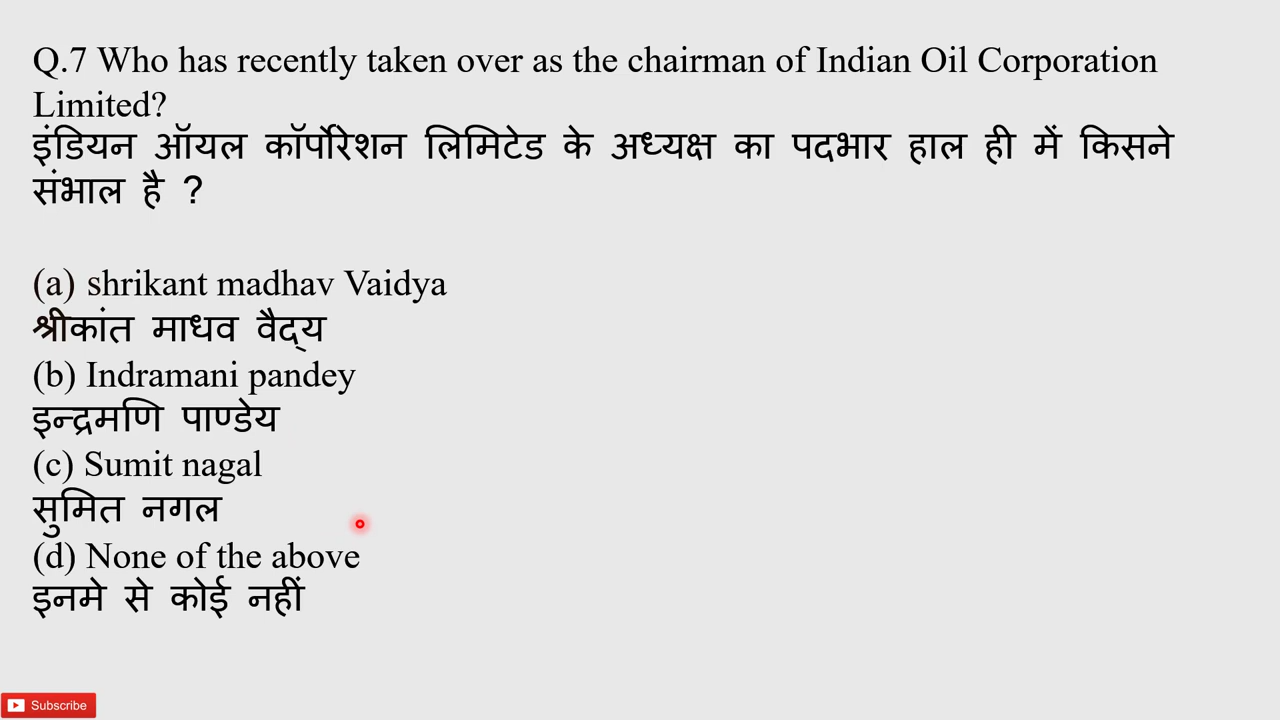 Q.7 Who has recently taken over as the chairman of Indian Oil Corporation
Limited?
इंडियन ऑयल कॉर्पोरेशन लिमिटेड के अध्यक्ष का पदभार हाल ही में किसने
संभाल है ?
(a) shrikant madhav Vaidya
श्रीकांत माधव वैद्य
(b) Indramani pandey
इन्द्रमणि पाण्डेय
(c) Sumit nagal
सुमित नगल
(d) None of the above
इनमे से कोई नहीं
Subscribe